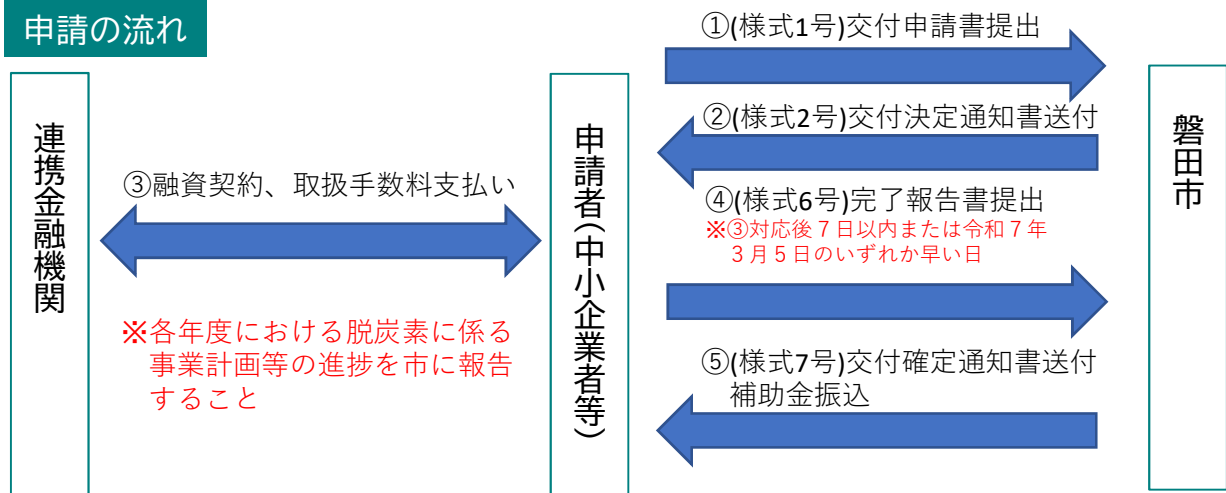 申請の流れ
連携金融機関
③融資契約、取扱手数料支払い
※各年度における脱炭素に係る
事業計画等の進捗を市に報告
すること
申請者(中小企業者等)
①(様式1号)交付申請書提出
②(様式2号)交付決定通知書送付
④(様式6号)完了報告書提出
※③対応後７日以内または令和７年
３月５日のいずれか早い日
⑤(様式7号)交付確定通知書送付
補助金振込
磐田市